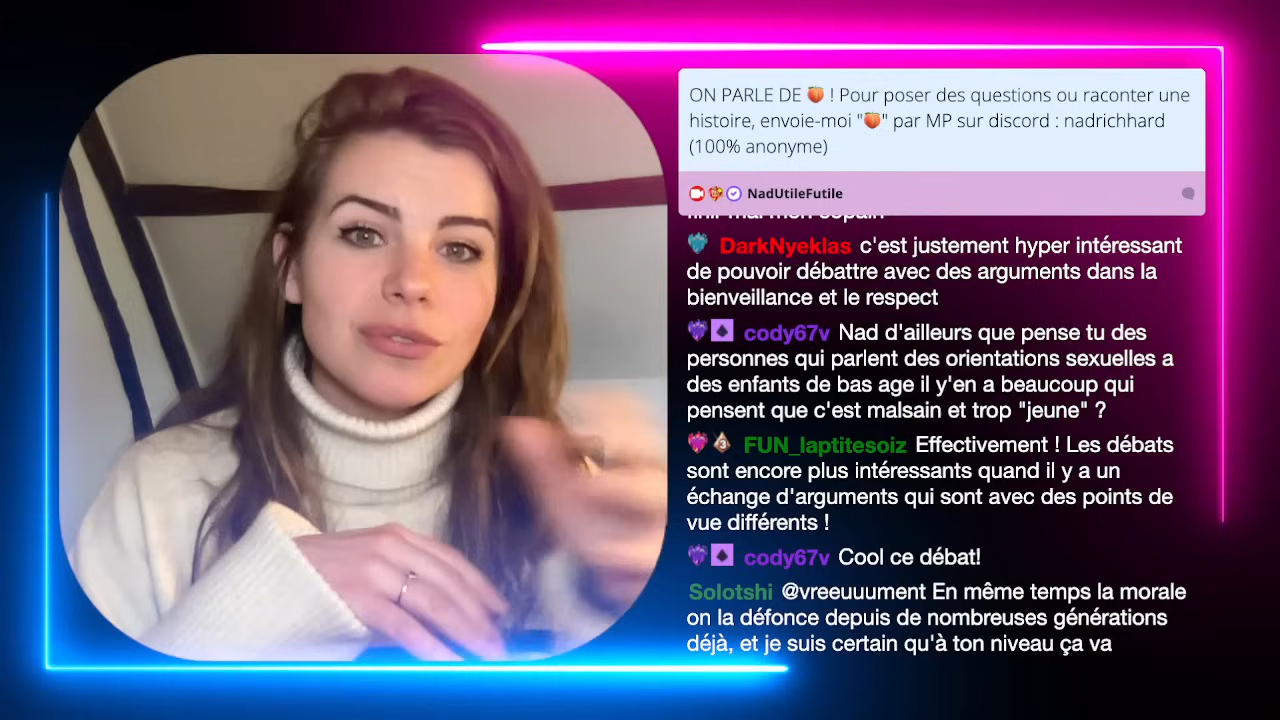 ON PARLE DE 🍑 ! Pour poser des questions ou raconter une
histoire, envoie-moi "🍑" par MP sur discord : nadrichhard
(100% anonyme)
NadUtileFutile
DarkNyeklas c'est justement hyper intéressant
de pouvoir débattre avec des arguments dans la
bienveillance et le respect
cody67v Nad d'ailleurs que pense tu des
personnes qui parlent des orientations sexuelles a
des enfants de bas age il y'en a beaucoup qui
pensent que c'est malsain et trop "jeune" ?
FUN_laptitesoiz Effectivement ! Les débats
sont encore plus intéressants quand il y a un
échange d'arguments qui sont avec des points de
vue différents !
cody67v Cool ce débat!
Solotshi @vreeuuument En même temps la morale
on la défonce depuis de nombreuses générations
déjà, et je suis certain qu'à ton niveau ça va